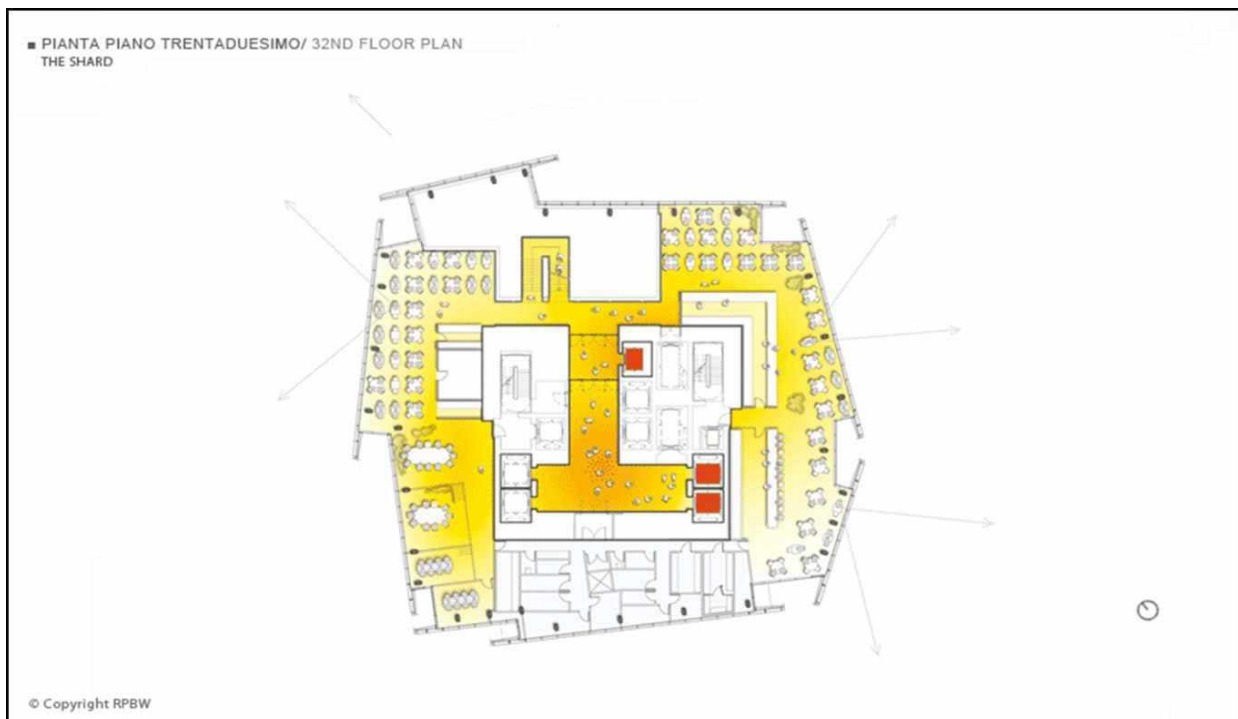 PIANTA PIANO TRENTADUESIMO/ 32ND FLOOR PLAN
THE SHARD
© Copyright RPBW